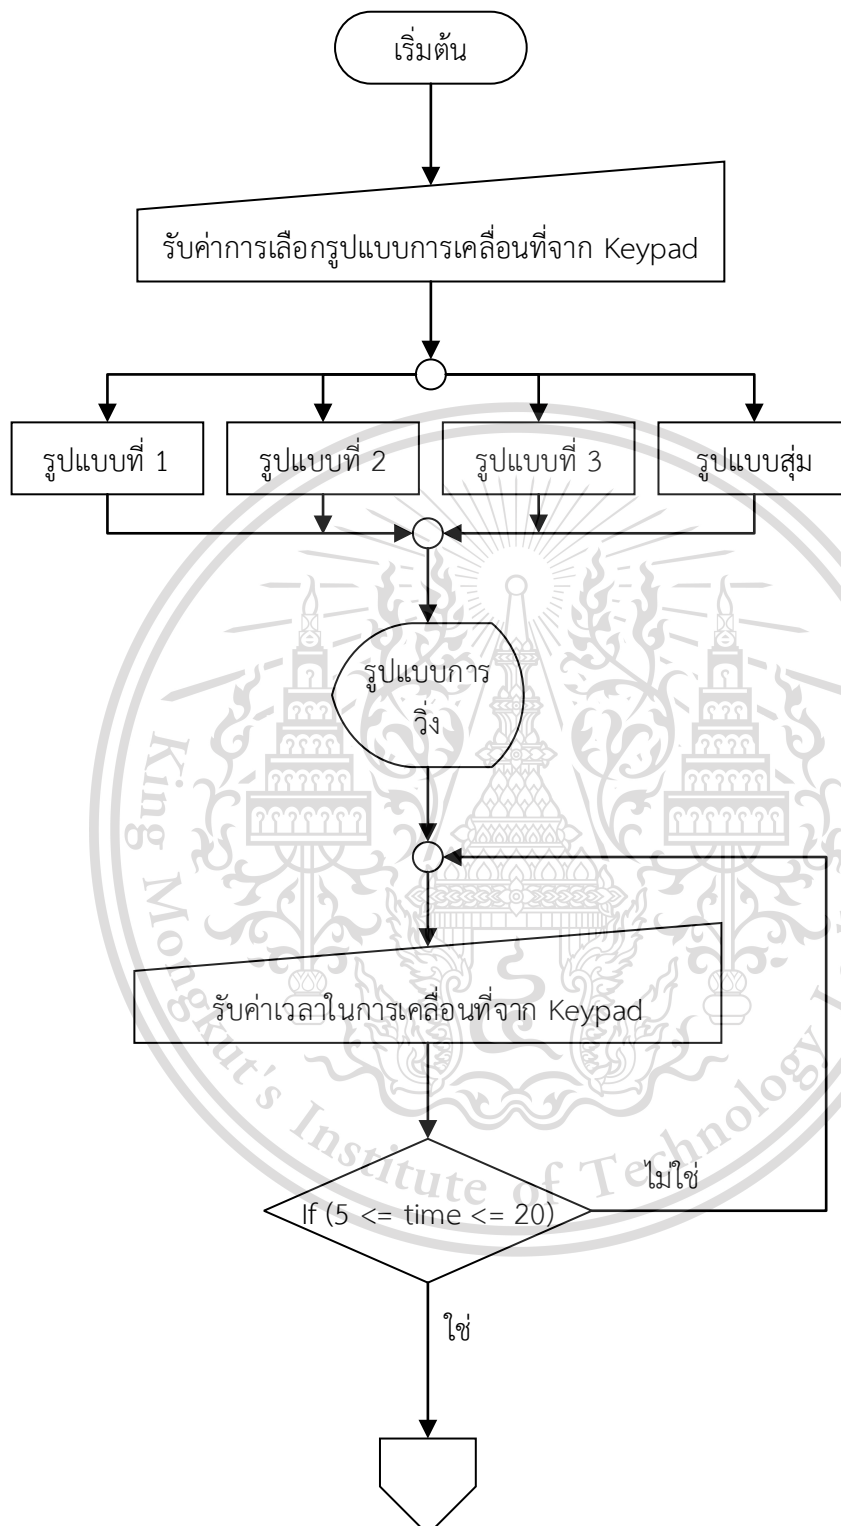 เริ่มต้น
รับค่าการเลือกรูปแบบการเคลื่อนที่จาก Keypad
รูปแบบที่ 1
รูปแบบที่ 2
รูปแบบที่ 3
รูปแบบสุ่ม
รูปแบบการ
วิ่ง
รับค่าเวลาในการเคลื่อนที่จาก Keypad
If (5 <= time <= 20)
ไม่ใช่
ใช่
King Mongkut's Institute of Technology